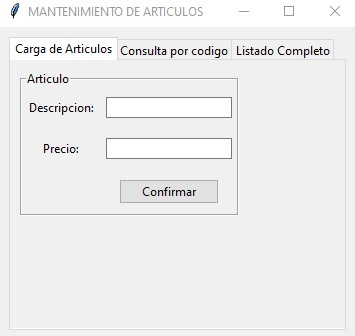 MANTENIMIENTO DE ARTICULOS
Carga de Articulos Consulta por codigo Listado Completo
Articulo
Descripcion:
Precio:
Confirmar